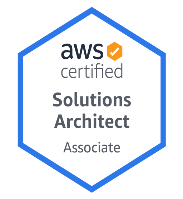 aws
certified
Solutions
Architect
Associate